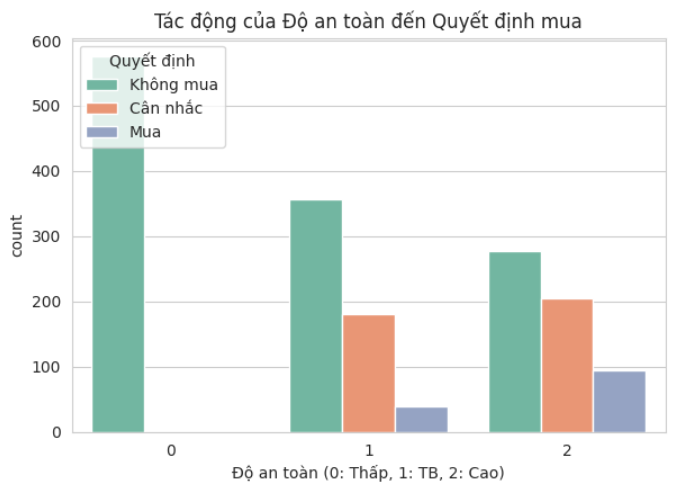 Tác động của Độ an toàn đến Quyết định mua
600
500
400
300
200
100
0
count
Quyết định
Không mua
Cân nhắc
Mua
0
1
2
Độ an toàn (0: Thấp, 1: TB, 2: Cao)